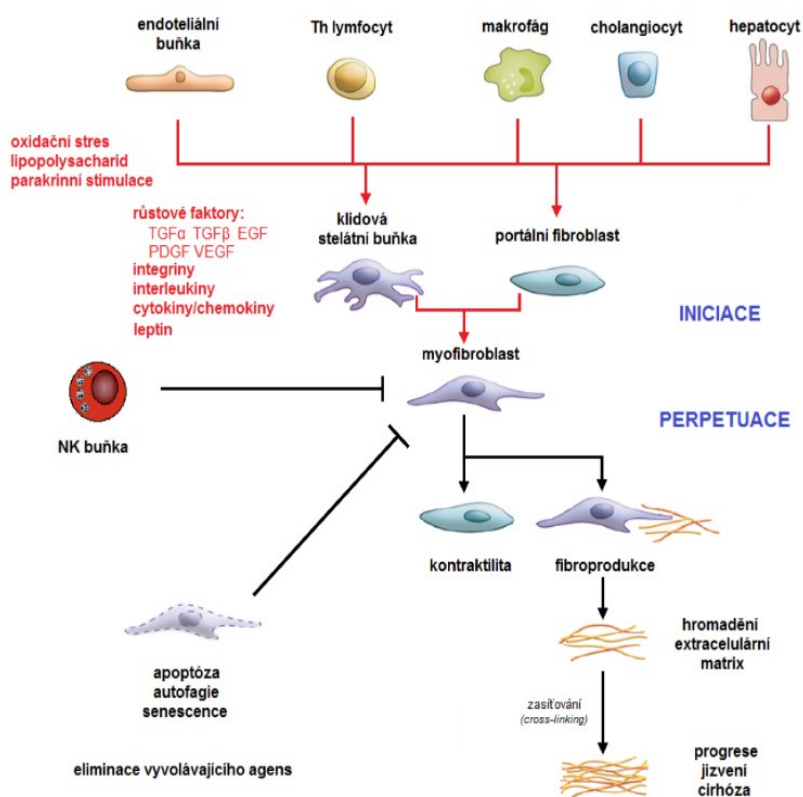 endoteliální
buňka
Th lymfocyt
makrofág
cholangiocyt
hepatocyt
oxidační stres
lipopolysacharid
parakrinní stimulace
růstové faktory:
TGFα TGFβ EGF
PDGF VEGF
integriny
interleukiny
cytokiny/chemokiny
leptin
klidová
stelátní buňka
portální fibroblast
INICIACE
myofibroblast
NK buňka
PERPETUACE
kontraktilita
fibroprodukce
hromadění
extracelulární
matrix
apoptóza
autofagie
senescence
zasíťování
(cross-linking)
eliminace vyvolávajícího agens
progrese
jizvení
cirhóza